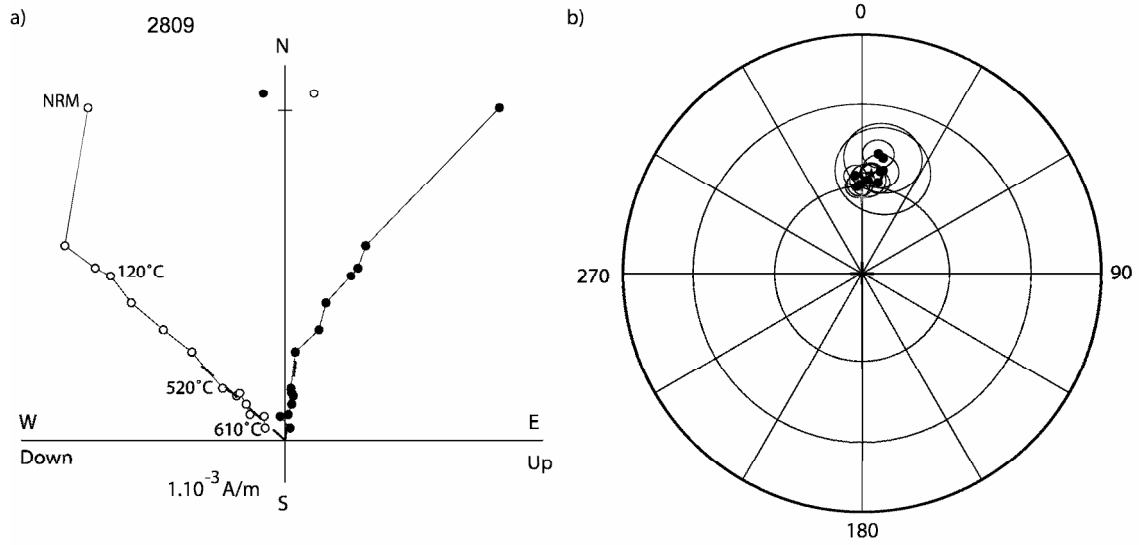 a)
2809
N
NRM
120°C
520°C
610°C
W
E
Down
Up
1.10⁻³ A/m
S
b)
0
270
90
180